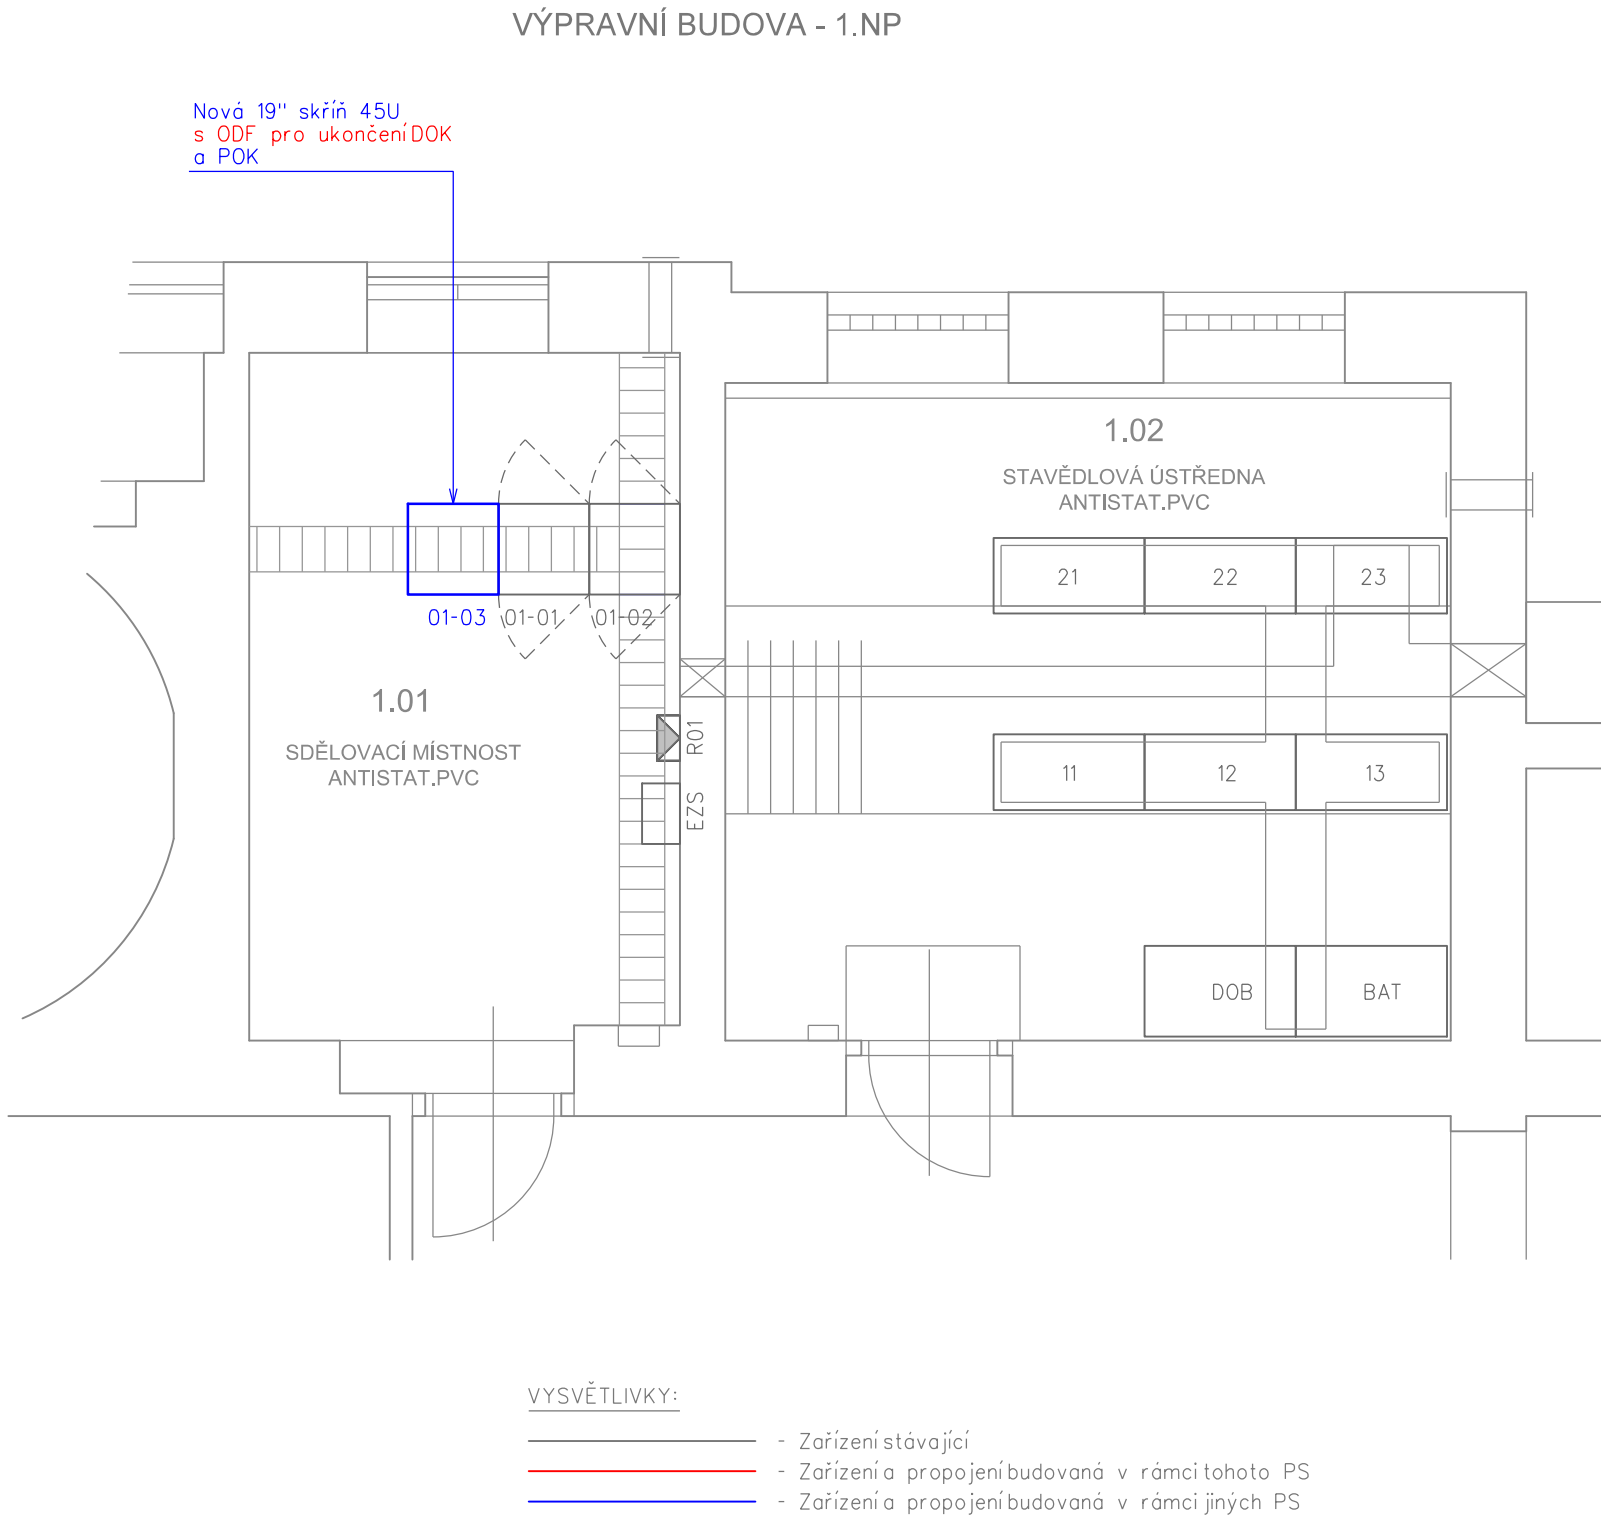 VÝPRAVNÍ BUDOVA - 1.NP
Nová 19" skříň 45U
s ODF pro ukončení DOK
a POK
1.02
STAVĚDLOVÁ ÚSTŘEDNA
ANTISTAT.PVC
21
22
23
01-03
01-01
01-02
1.01
SDĚLOVACÍ MÍSTNOST
ANTISTAT.PVC
R01
EZS
11
12
13
DOB
BAT
VYSVĚTLIVKY:
- Zařízení stávající
- Zařízení a propojení budovaná v rámci tohoto PS
- Zařízení a propojení budovaná v rámci jiných PS